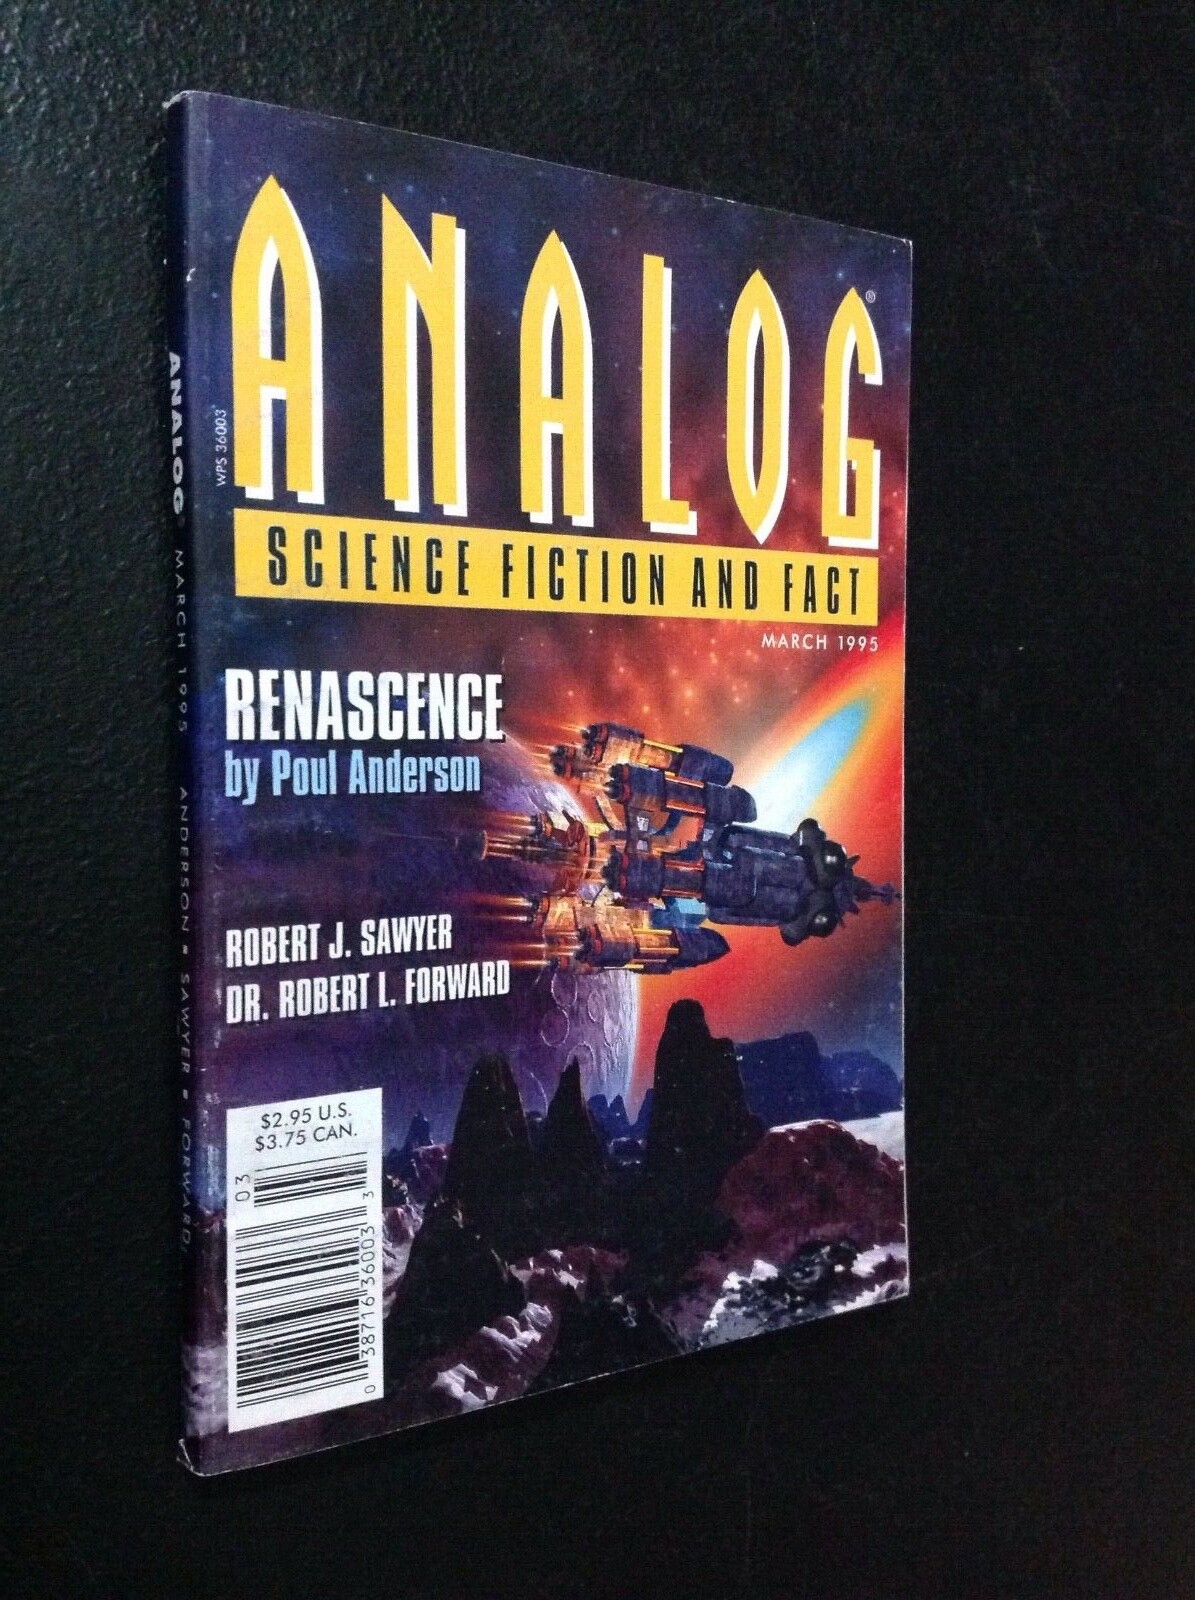 ANALOG®
SCIENCE FICTION AND FACT
MARCH 1995
RENASCENCE
by Poul Anderson
ROBERT J. SAWYER
DR. ROBERT L. FORWARD
$2.95 U.S.
$3.75 CAN.
03
0 38716 36003 3
WPS 36003
ANALOG® MARCH 1995 ANDERSON ■ SAWYER ■ FORWARD